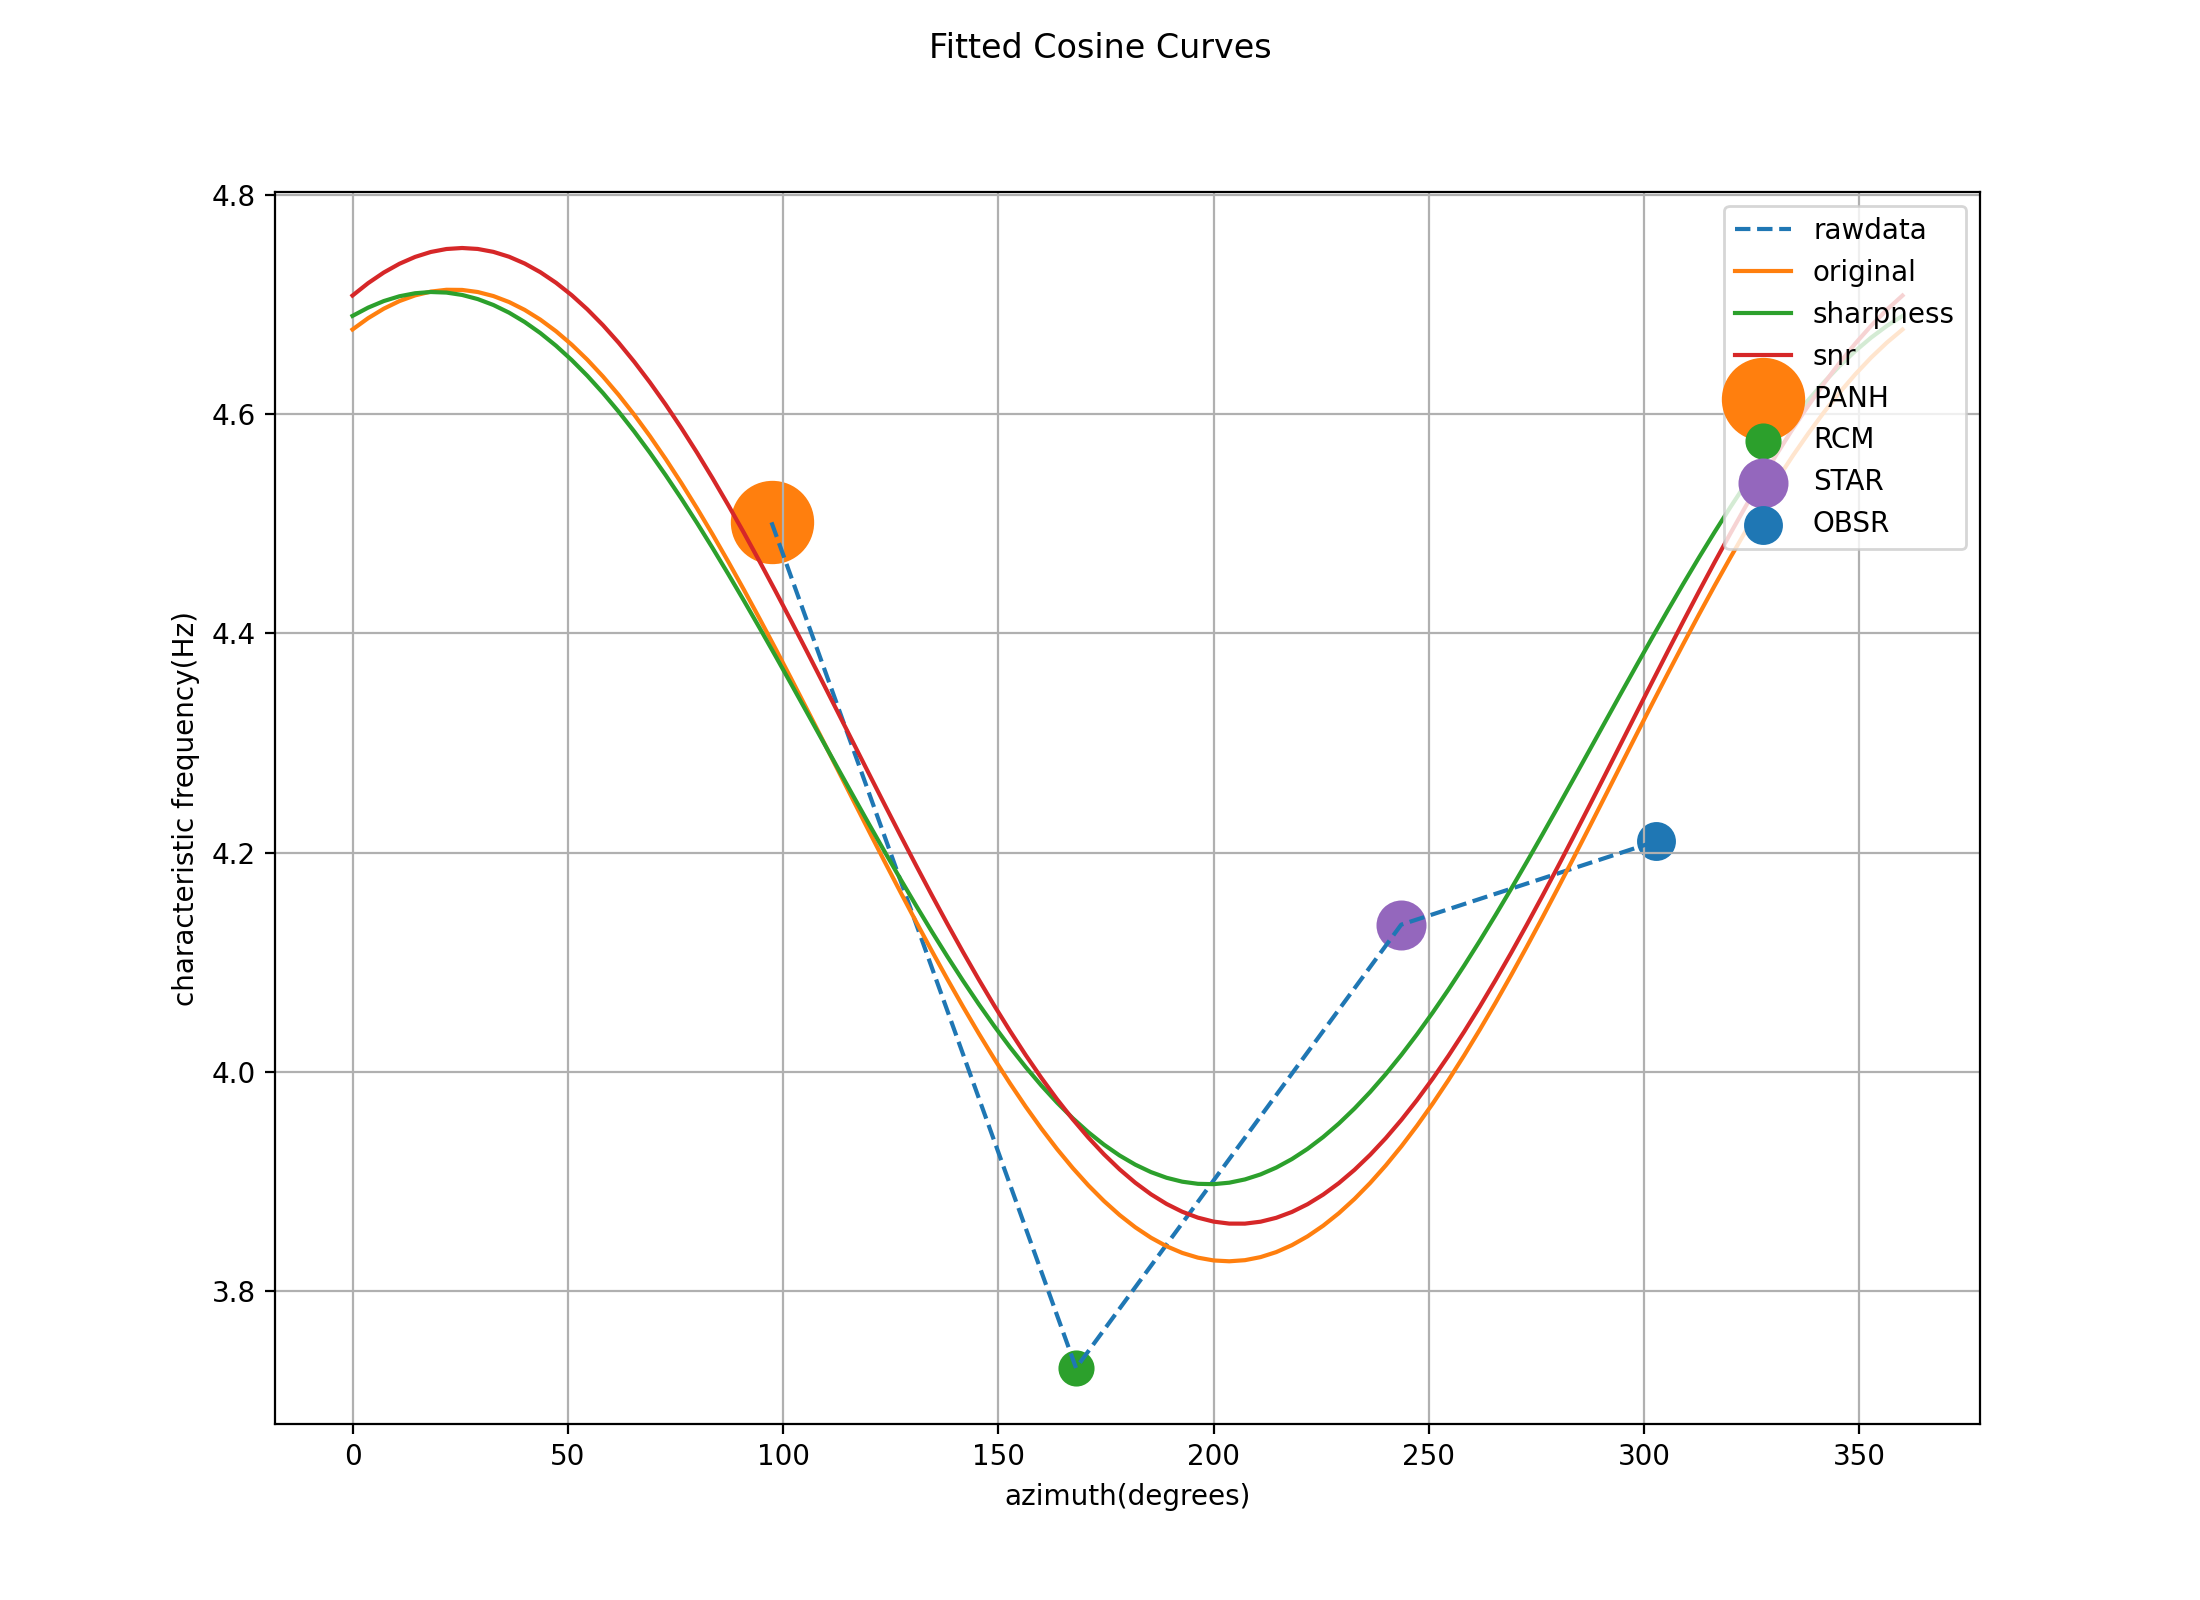 Fitted Cosine Curves
4.8
4.6
4.4
4.2
4.0
3.8
characteristic frequency(Hz)
0 50 100 150 200 250 300 350
azimuth(degrees)
rawdata
original
sharpness
snr
PANH
RCM
STAR
OBSR